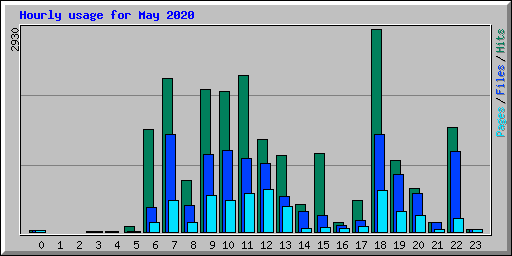 Hourly usage for May 2020
2930
Pages / Files / Hits
0 1 2 3 4 5 6 7 8 9 10 11 12 13 14 15 16 17 18 19 20 21 22 23